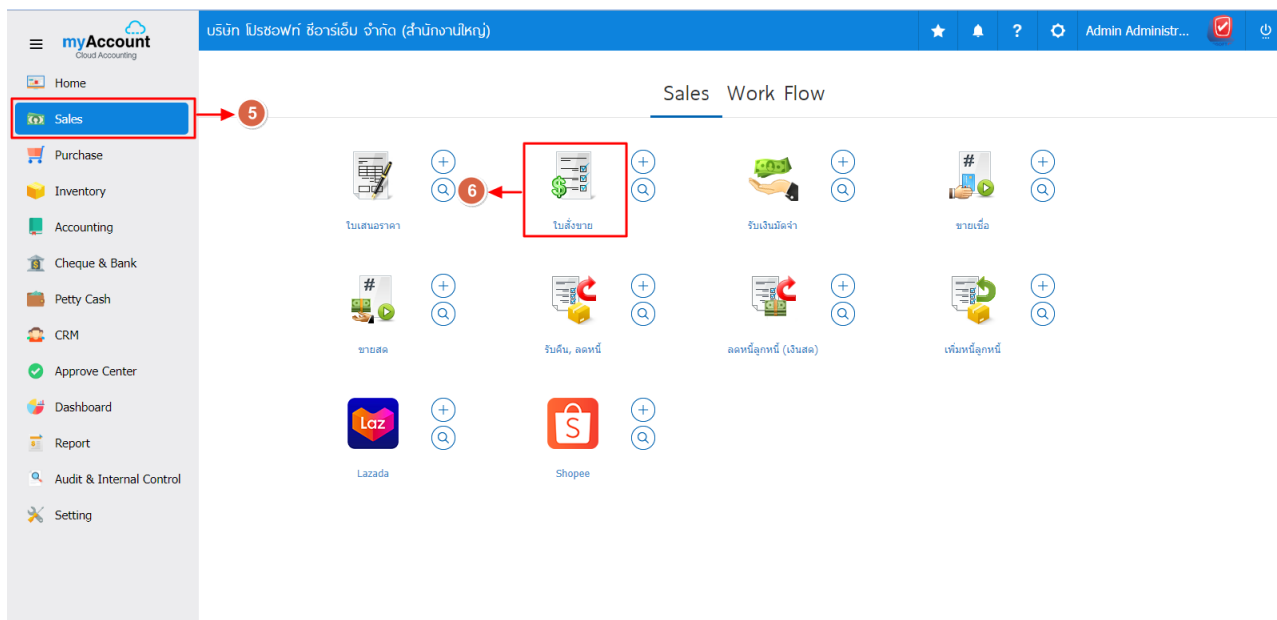 myAccount
Cloud Accounting
บริษัท โปรซอฟท์ ซีอาร์เอ็ม จำกัด (สำนักงานใหญ่)
?
Admin Administr...
Home
Sales
Purchase
Inventory
Accounting
Cheque & Bank
Petty Cash
CRM
Approve Center
Dashboard
Report
Audit & Internal Control
Setting
5
Sales Work Flow
6
#
ใบเสนอราคา
ใบสั่งขาย
รับเงินมัดจำ
ขายเชื่อ
#
ขายสด
รับคืน, ลดหนี้
ลดหนี้ลูกหนี้ (เงินสด)
เพิ่มหนี้ลูกหนี้
Laz
S
Lazada
Shopee